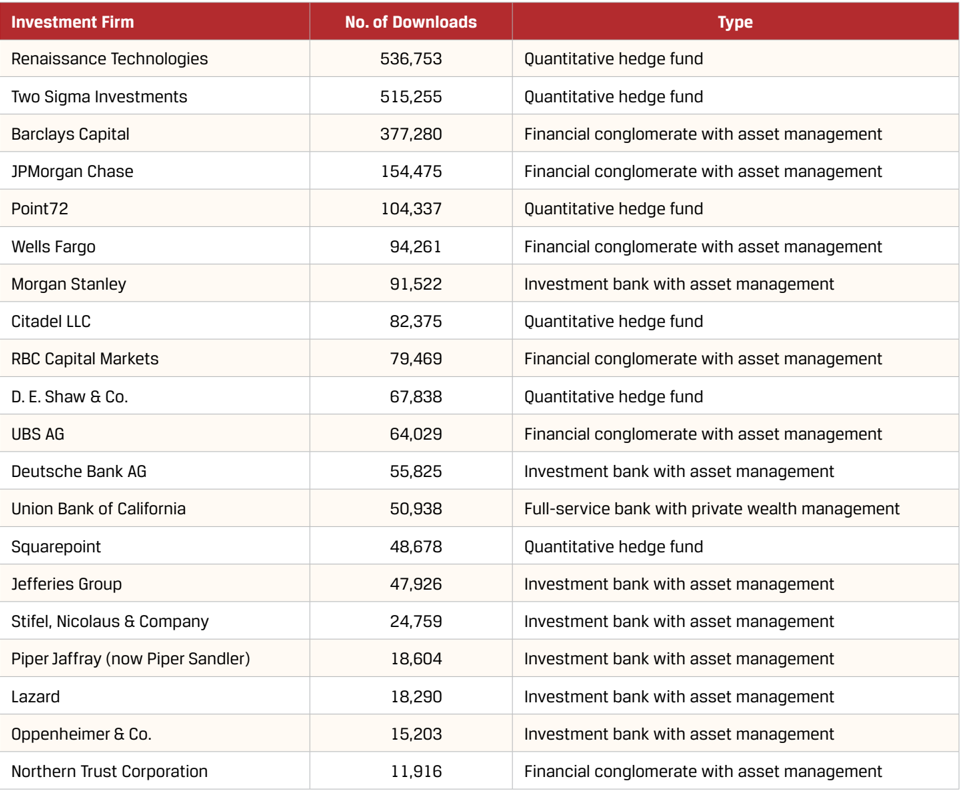 Investment Firm No. of Downloads Type
Renaissance Technologies 536,753 Quantitative hedge fund
Two Sigma Investments 515,255 Quantitative hedge fund
Barclays Capital 377,280 Financial conglomerate with asset management
JPMorgan Chase 154,475 Financial conglomerate with asset management
Point72 104,337 Quantitative hedge fund
Wells Fargo 94,261 Financial conglomerate with asset management
Morgan Stanley 91,522 Investment bank with asset management
Citadel LLC 82,375 Quantitative hedge fund
RBC Capital Markets 79,469 Financial conglomerate with asset management
D. E. Shaw & Co. 67,838 Quantitative hedge fund
UBS AG 64,029 Financial conglomerate with asset management
Deutsche Bank AG 55,825 Investment bank with asset management
Union Bank of California 50,938 Full-service bank with private wealth management
Squarepoint 48,678 Quantitative hedge fund
Jefferies Group 47,926 Investment bank with asset management
Stifel, Nicolaus & Company 24,759 Investment bank with asset management
Piper Jaffray (now Piper Sandler) 18,604 Investment bank with asset management
Lazard 18,290 Investment bank with asset management
Oppenheimer & Co. 15,203 Investment bank with asset management
Northern Trust Corporation 11,916 Financial conglomerate with asset management